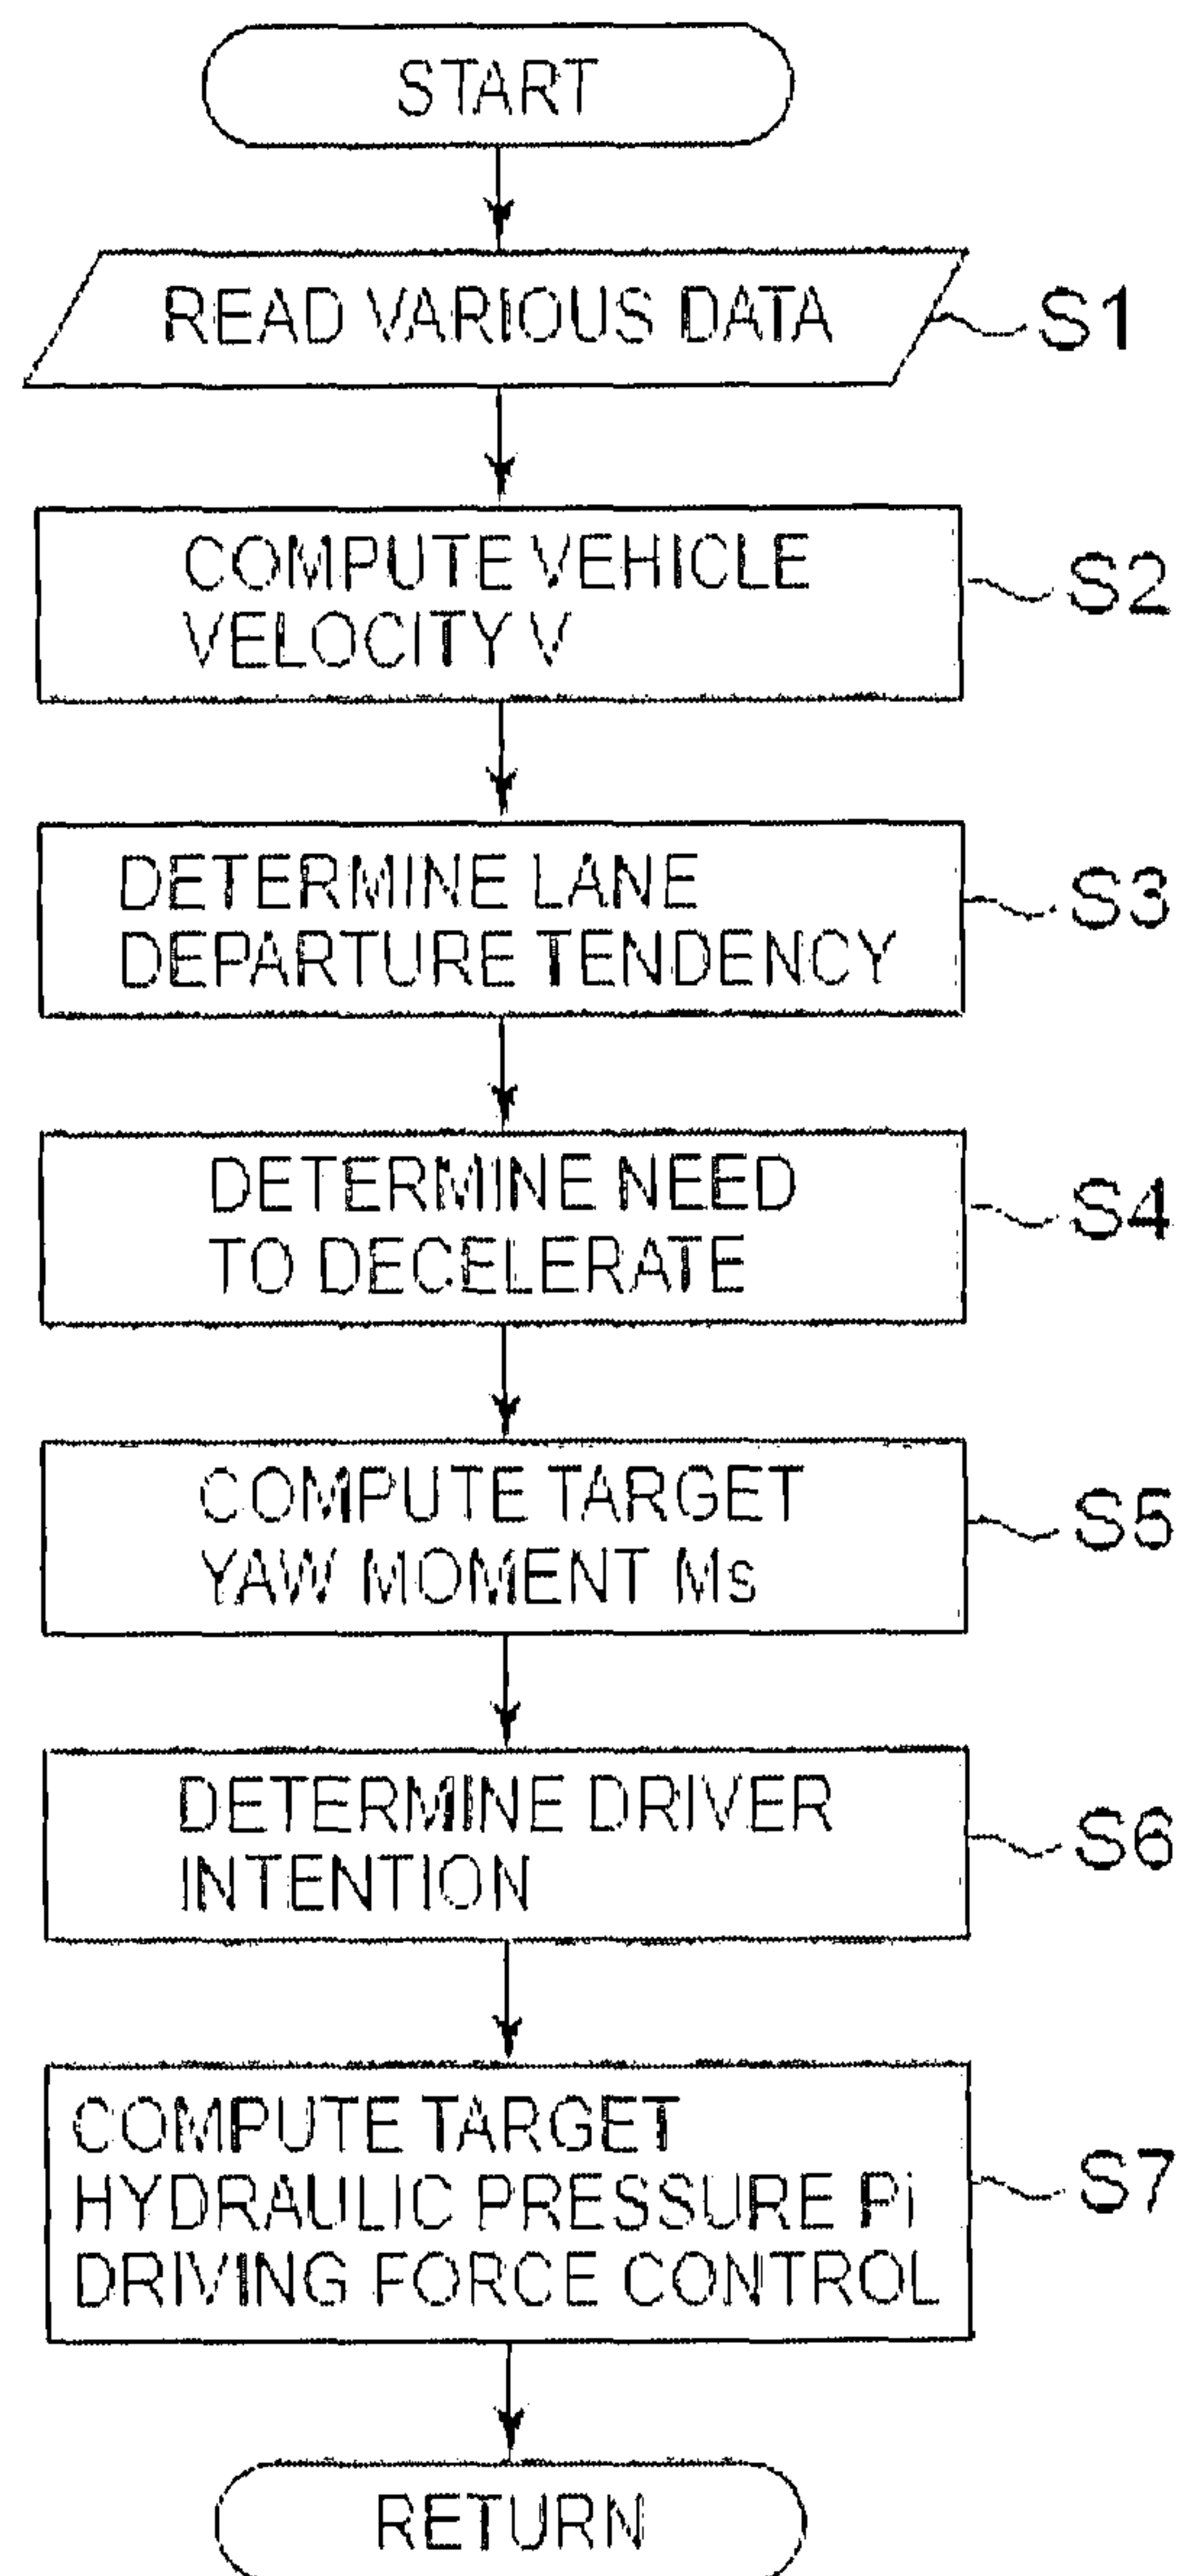 START
READ VARIOUS DATA
S1
COMPUTE VEHICLE
VELOCITY V
S2
DETERMINE LANE
DEPARTURE TENDENCY
S3
DETERMINE NEED
TO DECELERATE
S4
COMPUTE TARGET
YAW MOMENT Ms
S5
DETERMINE DRIVER
INTENTION
S6
COMPUTE TARGET
HYDRAULIC PRESSURE Pi
DRIVING FORCE CONTROL
S7
RETURN